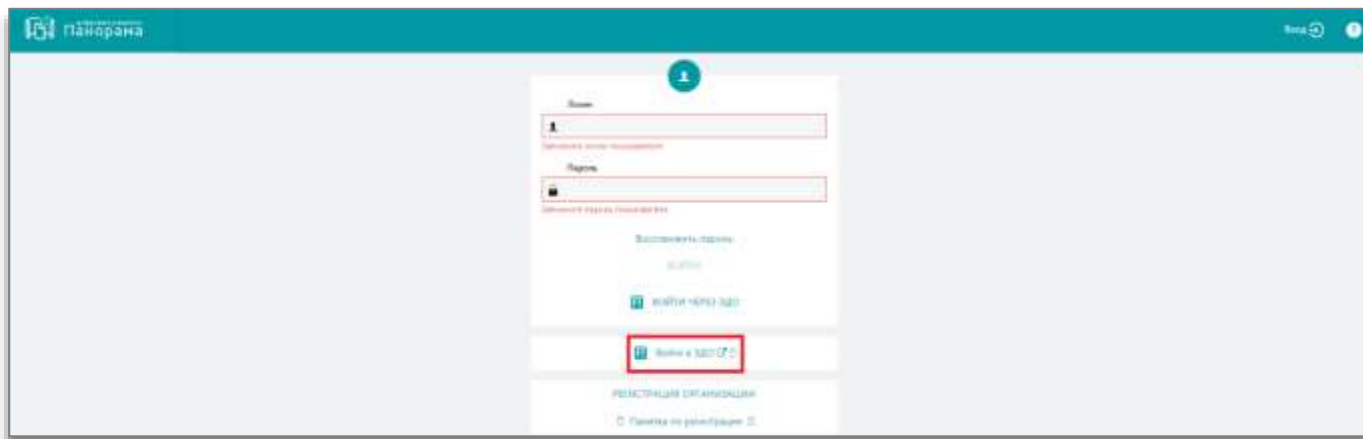 Панорама
Вход
Логин
Заполните логин пользователя
Пароль
Заполните пароль пользователя
Восстановить пароль
ВОЙТИ
ВОЙТИ ЧЕРЕЗ ЭДО
Войти в ЭДО
РЕГИСТРАЦИЯ ОРГАНИЗАЦИИ
Памятка по регистрации